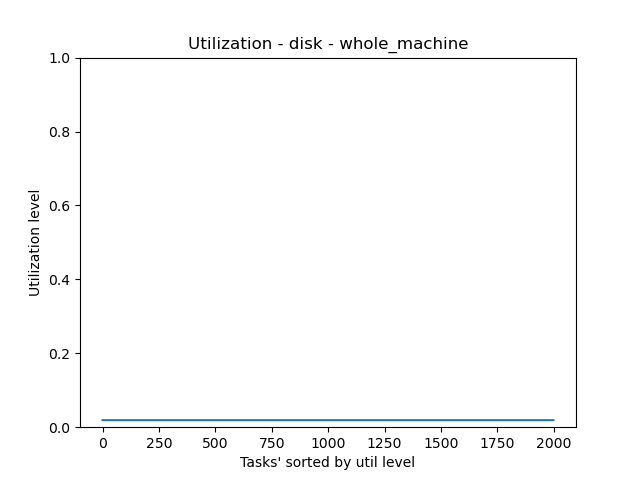 Utilization - disk - whole_machine
1.0
0.8
0.6
0.4
0.2
0.0
Utilization level
0 250 500 750 1000 1250 1500 1750 2000
Tasks' sorted by util level